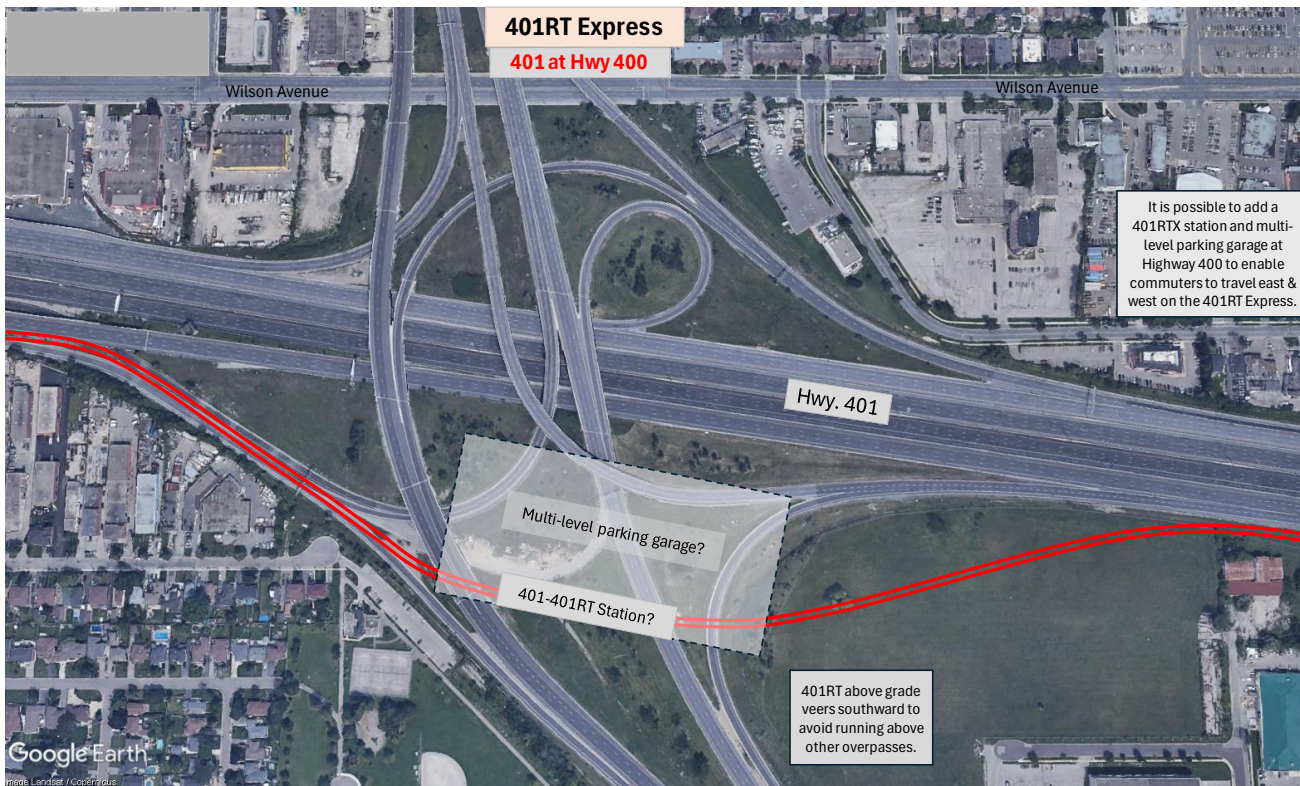 401RT Express
401 at Hwy 400
Wilson Avenue
Wilson Avenue
It is possible to add a
401RTX station and multi-
level parking garage at
Highway 400 to enable
commuters to travel east &
west on the 401RT Express.
Hwy. 401
Multi-level parking garage?
401-401RT Station?
401RT above grade
veers southward to
avoid running above
other overpasses.
Google Earth
Image Landsat / Copernicus